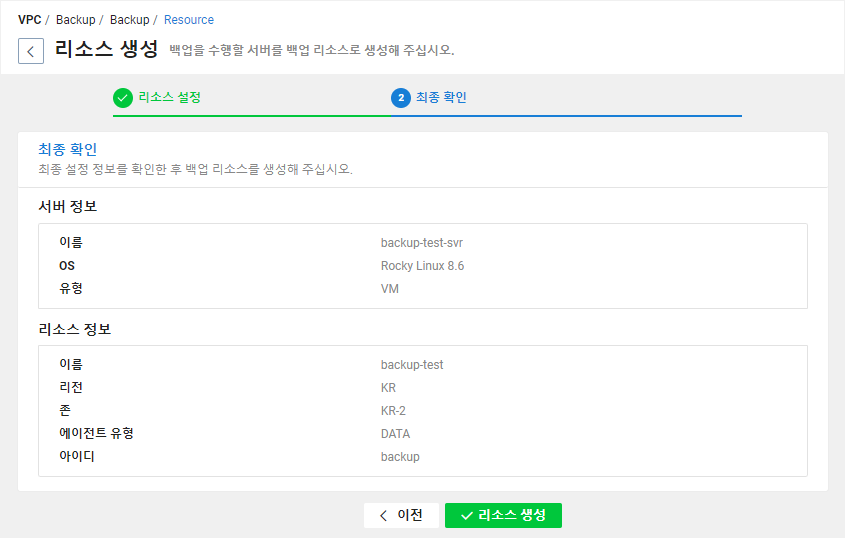 VPC / Backup / Backup / Resource
리소스 생성 백업을 수행할 서버를 백업 리소스로 생성해 주십시오.
리소스 설정 2 최종 확인
최종 확인
최종 설정 정보를 확인한 후 백업 리소스를 생성해 주십시오.
서버 정보
이름 backup-test-svr
OS Rocky Linux 8.6
유형 VM
리소스 정보
이름 backup-test
리전 KR
존 KR-2
에이전트 유형 DATA
아이디 backup
이전 리소스 생성